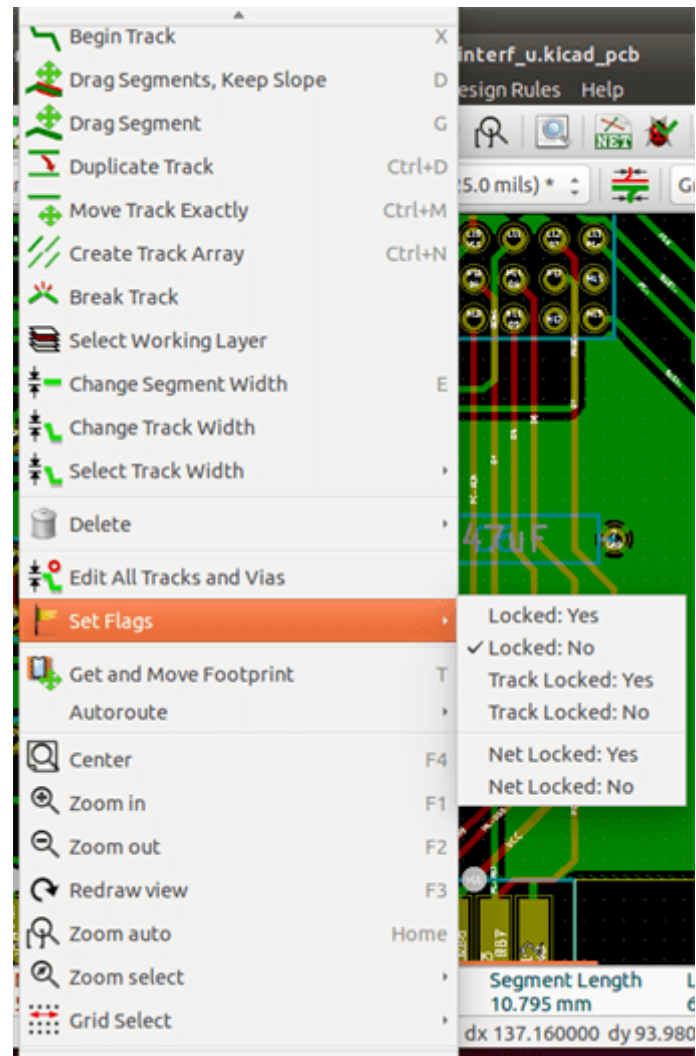 Begin Track X
interf_u.kicad_pcb
Drag Segments, Keep Slope D
esign Rules Help
Drag Segment G
NET
Duplicate Track Ctrl+D
5.0 mils) *
Move Track Exactly Ctrl+M
Create Track Array Ctrl+N
Break Track
Select Working Layer
Change Segment Width E
Change Track Width
Select Track Width
Delete
47uF
Edit All Tracks and Vias
Set Flags
Locked: Yes
Locked: No
Track Locked: Yes
Track Locked: No
Net Locked: Yes
Net Locked: No
Get and Move Footprint T
Autoroute
Center F4
Zoom in F1
Zoom out F2
VCC
Redraw view F3
Zoom auto Home
Zoom select
Segment Length
10.795 mm
Grid Select
dx 137.160000 dy 93.980